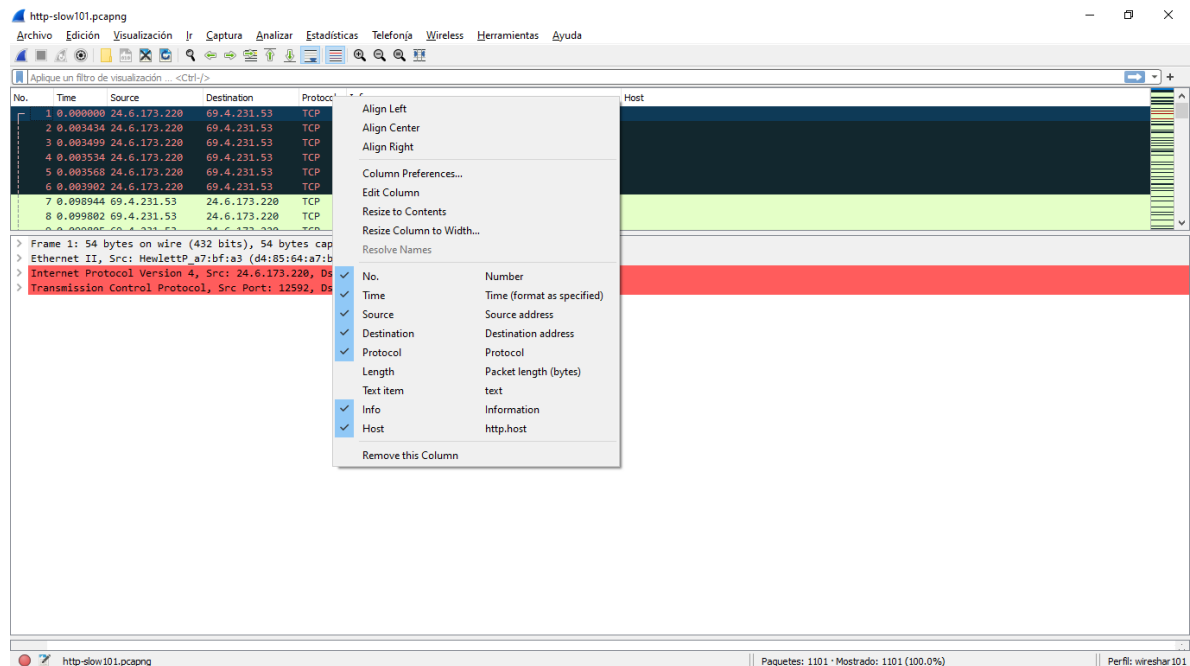 http-slow101.pcapng
Archivo Edición Visualización Ir Captura Analizar Estadísticas Telefonía Wireless Herramientas Ayuda
Aplique un filtro de visualización ... <Ctrl-/>
No. Time Source Destination Protoco Host
1 0.000000 24.6.173.220 69.4.231.53 TCP
2 0.003434 24.6.173.220 69.4.231.53 TCP
3 0.003499 24.6.173.220 69.4.231.53 TCP
4 0.003534 24.6.173.220 69.4.231.53 TCP
5 0.003568 24.6.173.220 69.4.231.53 TCP
6 0.003902 24.6.173.220 69.4.231.53 TCP
7 0.098944 69.4.231.53 24.6.173.220 TCP
8 0.099802 69.4.231.53 24.6.173.220 TCP
Frame 1: 54 bytes on wire (432 bits), 54 bytes cap
Ethernet II, Src: HewlettP_a7:bf:a3 (d4:85:64:a7:b
Internet Protocol Version 4, Src: 24.6.173.220, Ds
Transmission Control Protocol, Src Port: 12592, Ds
Align Left
Align Center
Align Right
Column Preferences...
Edit Column
Resize to Contents
Resize Column to Width...
Resolve Names
No. Number
Time Time (format as specified)
Source Source address
Destination Destination address
Protocol Protocol
Length Packet length (bytes)
Text item text
Info Information
Host http.host
Remove this Column
http-slow101.pcapng
Paquetes: 1101 · Mostrado: 1101 (100.0%)
Perfil: wireshar101